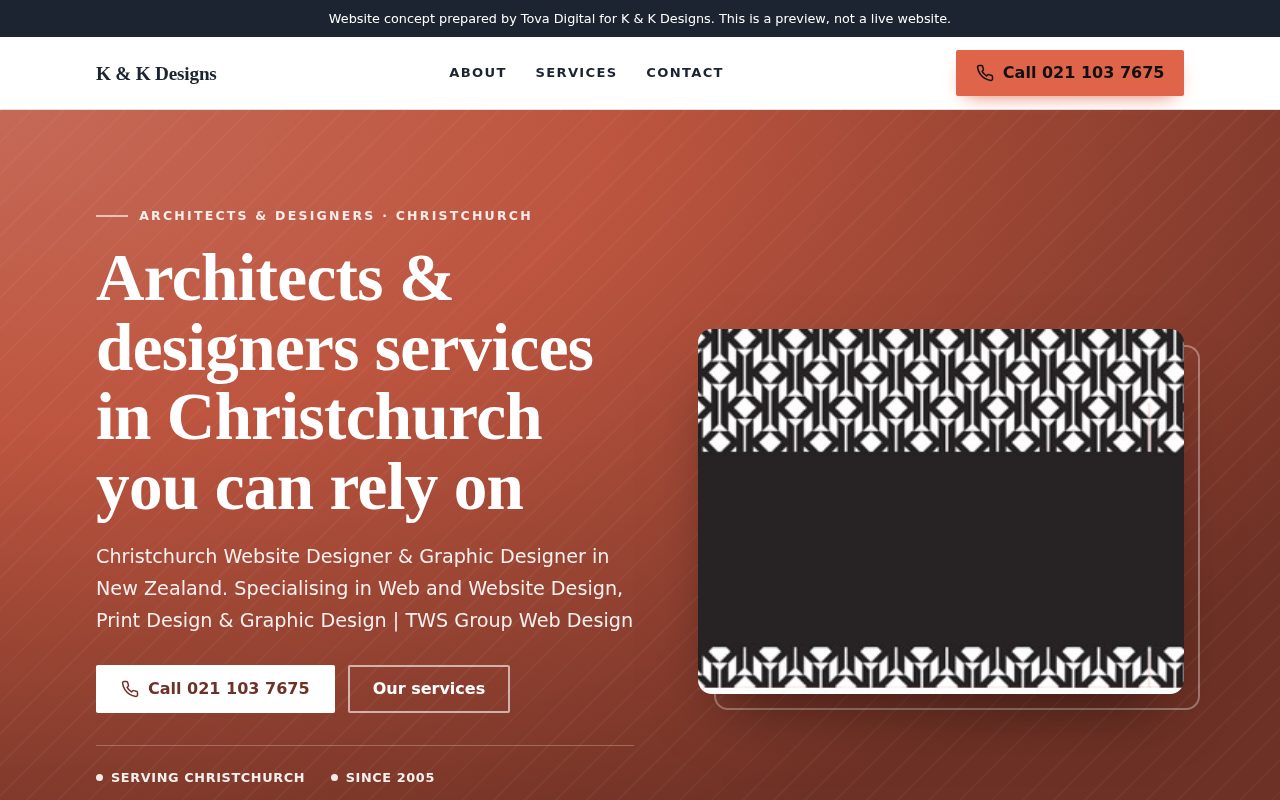 Website concept prepared by Tova Digital for K & K Designs. This is a preview, not a live website.
K & K Designs
ABOUT
SERVICES
CONTACT
Call 021 103 7675
ARCHITECTS & DESIGNERS · CHRISTCHURCH
Architects &
designers services
in Christchurch
you can rely on
Christchurch Website Designer & Graphic Designer in
New Zealand. Specialising in Web and Website Design,
Print Design & Graphic Design | TWS Group Web Design
Call 021 103 7675
Our services
SERVING CHRISTCHURCH
SINCE 2005